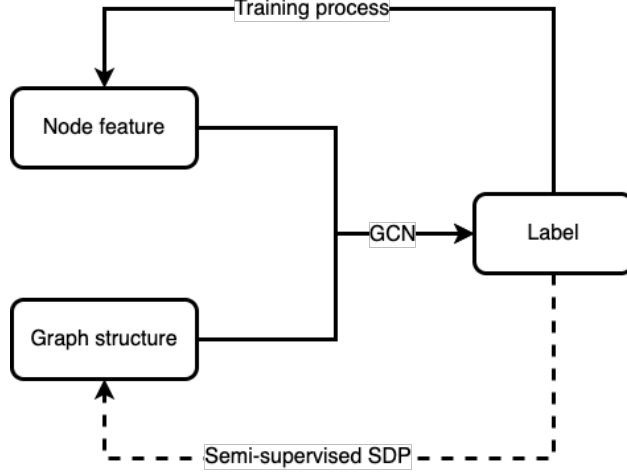 Training process
Node feature
GCN
Label
Graph structure
Semi-supervised SDP